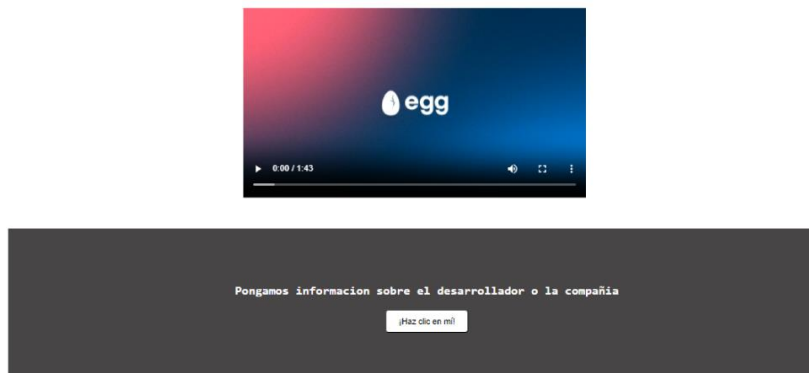 egg
0:00 / 1:43
Pongamos informacion sobre el desarrollador o la compañia
¡Haz clic en mí!